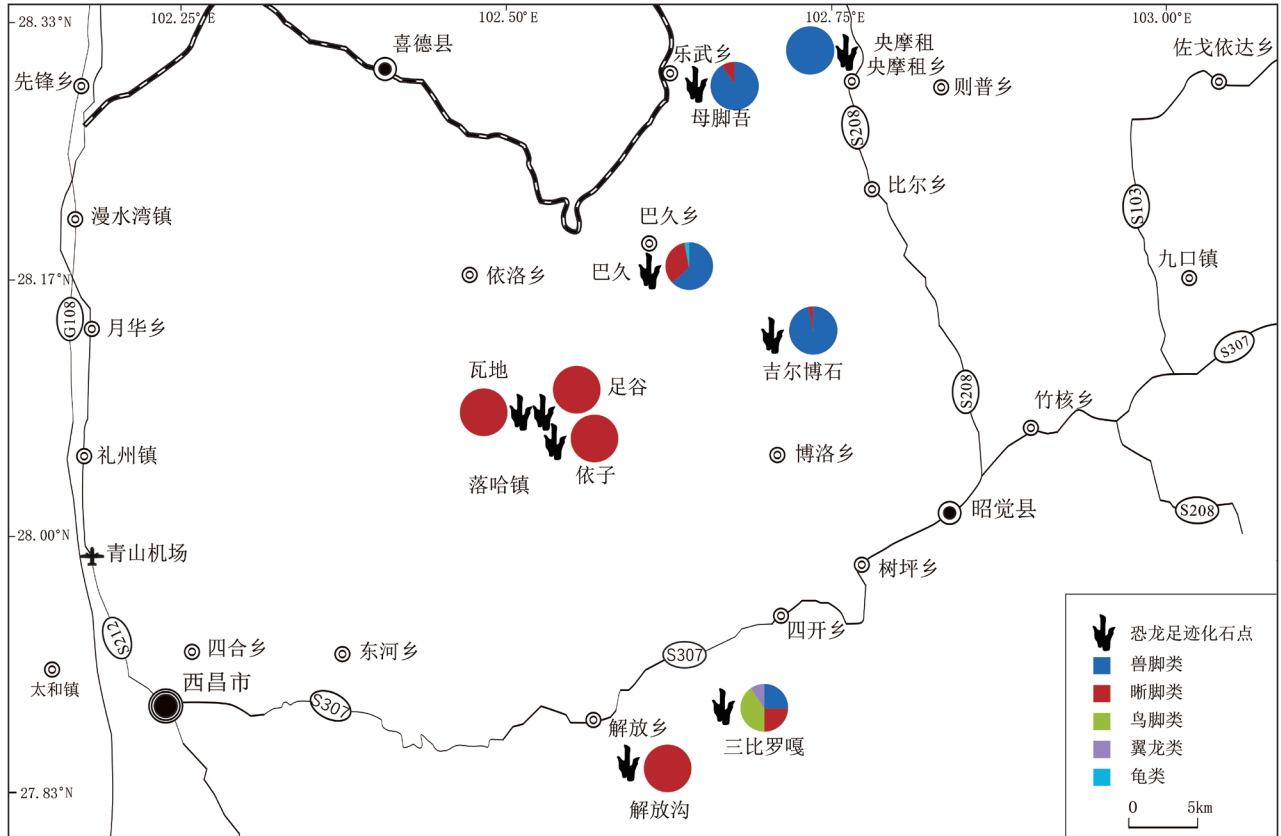 28.33°N
102.25°E
102.50°E
102.75°E
103.00°E
喜德县
乐武乡
央摩租
央摩租乡
佐戈依达乡
先锋乡
则普乡
母脚吾
S208
比尔乡
S103
漫水湾镇
巴久乡
九口镇
28.17°N
依洛乡
巴久
G108
月华乡
S307
瓦地
足谷
吉尔博石
S208
竹核乡
礼州镇
落哈镇
依子
博洛乡
S208
昭觉县
28.00°N
青山机场
树坪乡
S212
四合乡
东河乡
S307
四开乡
太和镇
西昌市
S307
解放乡
三比罗嘎
27.83°N
解放沟
恐龙足迹化石点
兽脚类
晰脚类
鸟脚类
翼龙类
龟类
0 5km